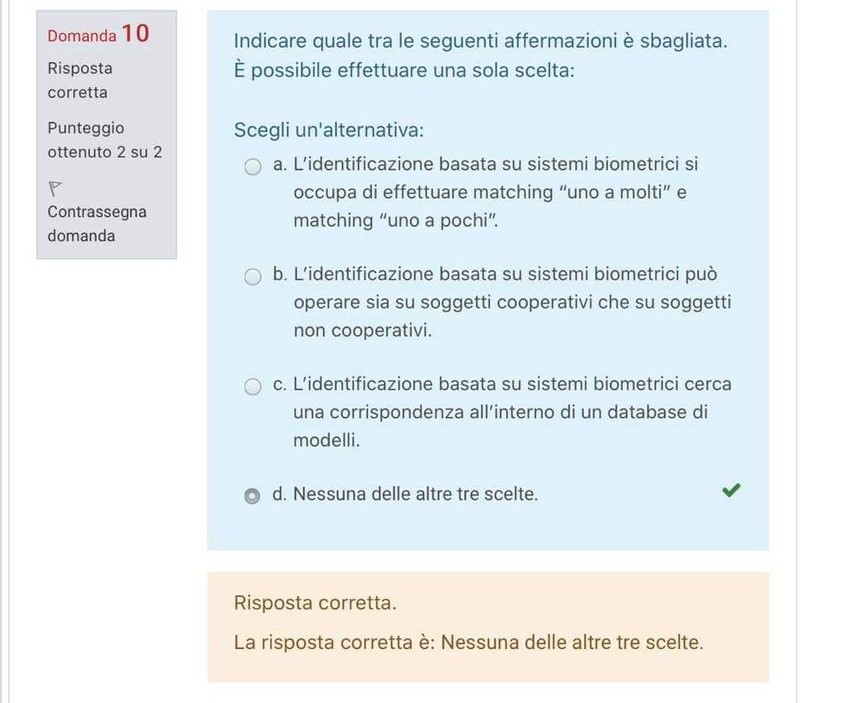 Domanda 10
Risposta
corretta
Punteggio
ottenuto 2 su 2
Contrassegna
domanda
Indicare quale tra le seguenti affermazioni è sbagliata.
È possibile effettuare una sola scelta:
Scegli un'alternativa:
a. L’identificazione basata su sistemi biometrici si
occupa di effettuare matching “uno a molti” e
matching “uno a pochi”.
b. L’identificazione basata su sistemi biometrici può
operare sia su soggetti cooperativi che su soggetti
non cooperativi.
c. L’identificazione basata su sistemi biometrici cerca
una corrispondenza all’interno di un database di
modelli.
d. Nessuna delle altre tre scelte.
Risposta corretta.
La risposta corretta è: Nessuna delle altre tre scelte.